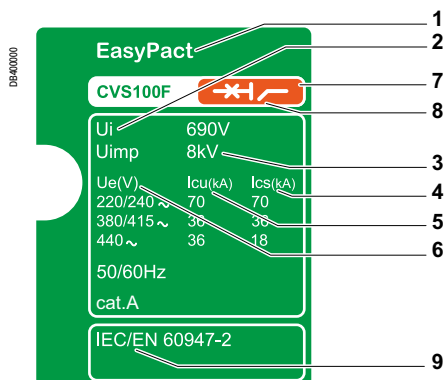 DB400000
EasyPact
CVS100F
Ui 690V
Uimp 8kV
Ue(V) Icu(kA) Ics(kA)
220/240 ~ 70 70
380/415 ~ 36 36
440 ~ 36 18
50/60Hz
cat.A
IEC/EN 60947-2
1
2
7
8
3
4
5
6
9